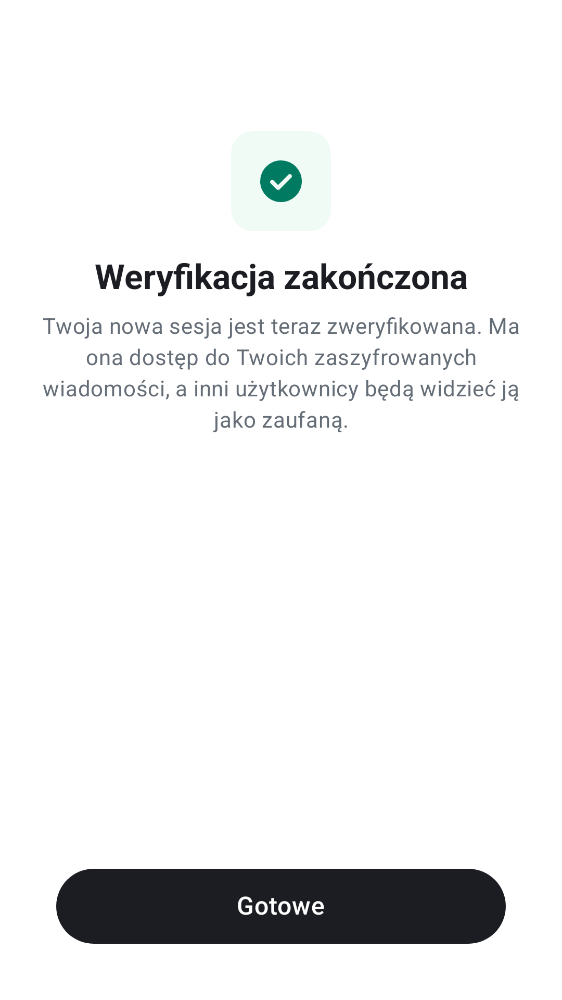 Weryfikacja zakończona
Twoja nowa sesja jest teraz zweryfikowana. Ma
ona dostęp do Twoich zaszyfrowanych
wiadomości, a inni użytkownicy będą widzieć ją
jako zaufaną.
Gotowe